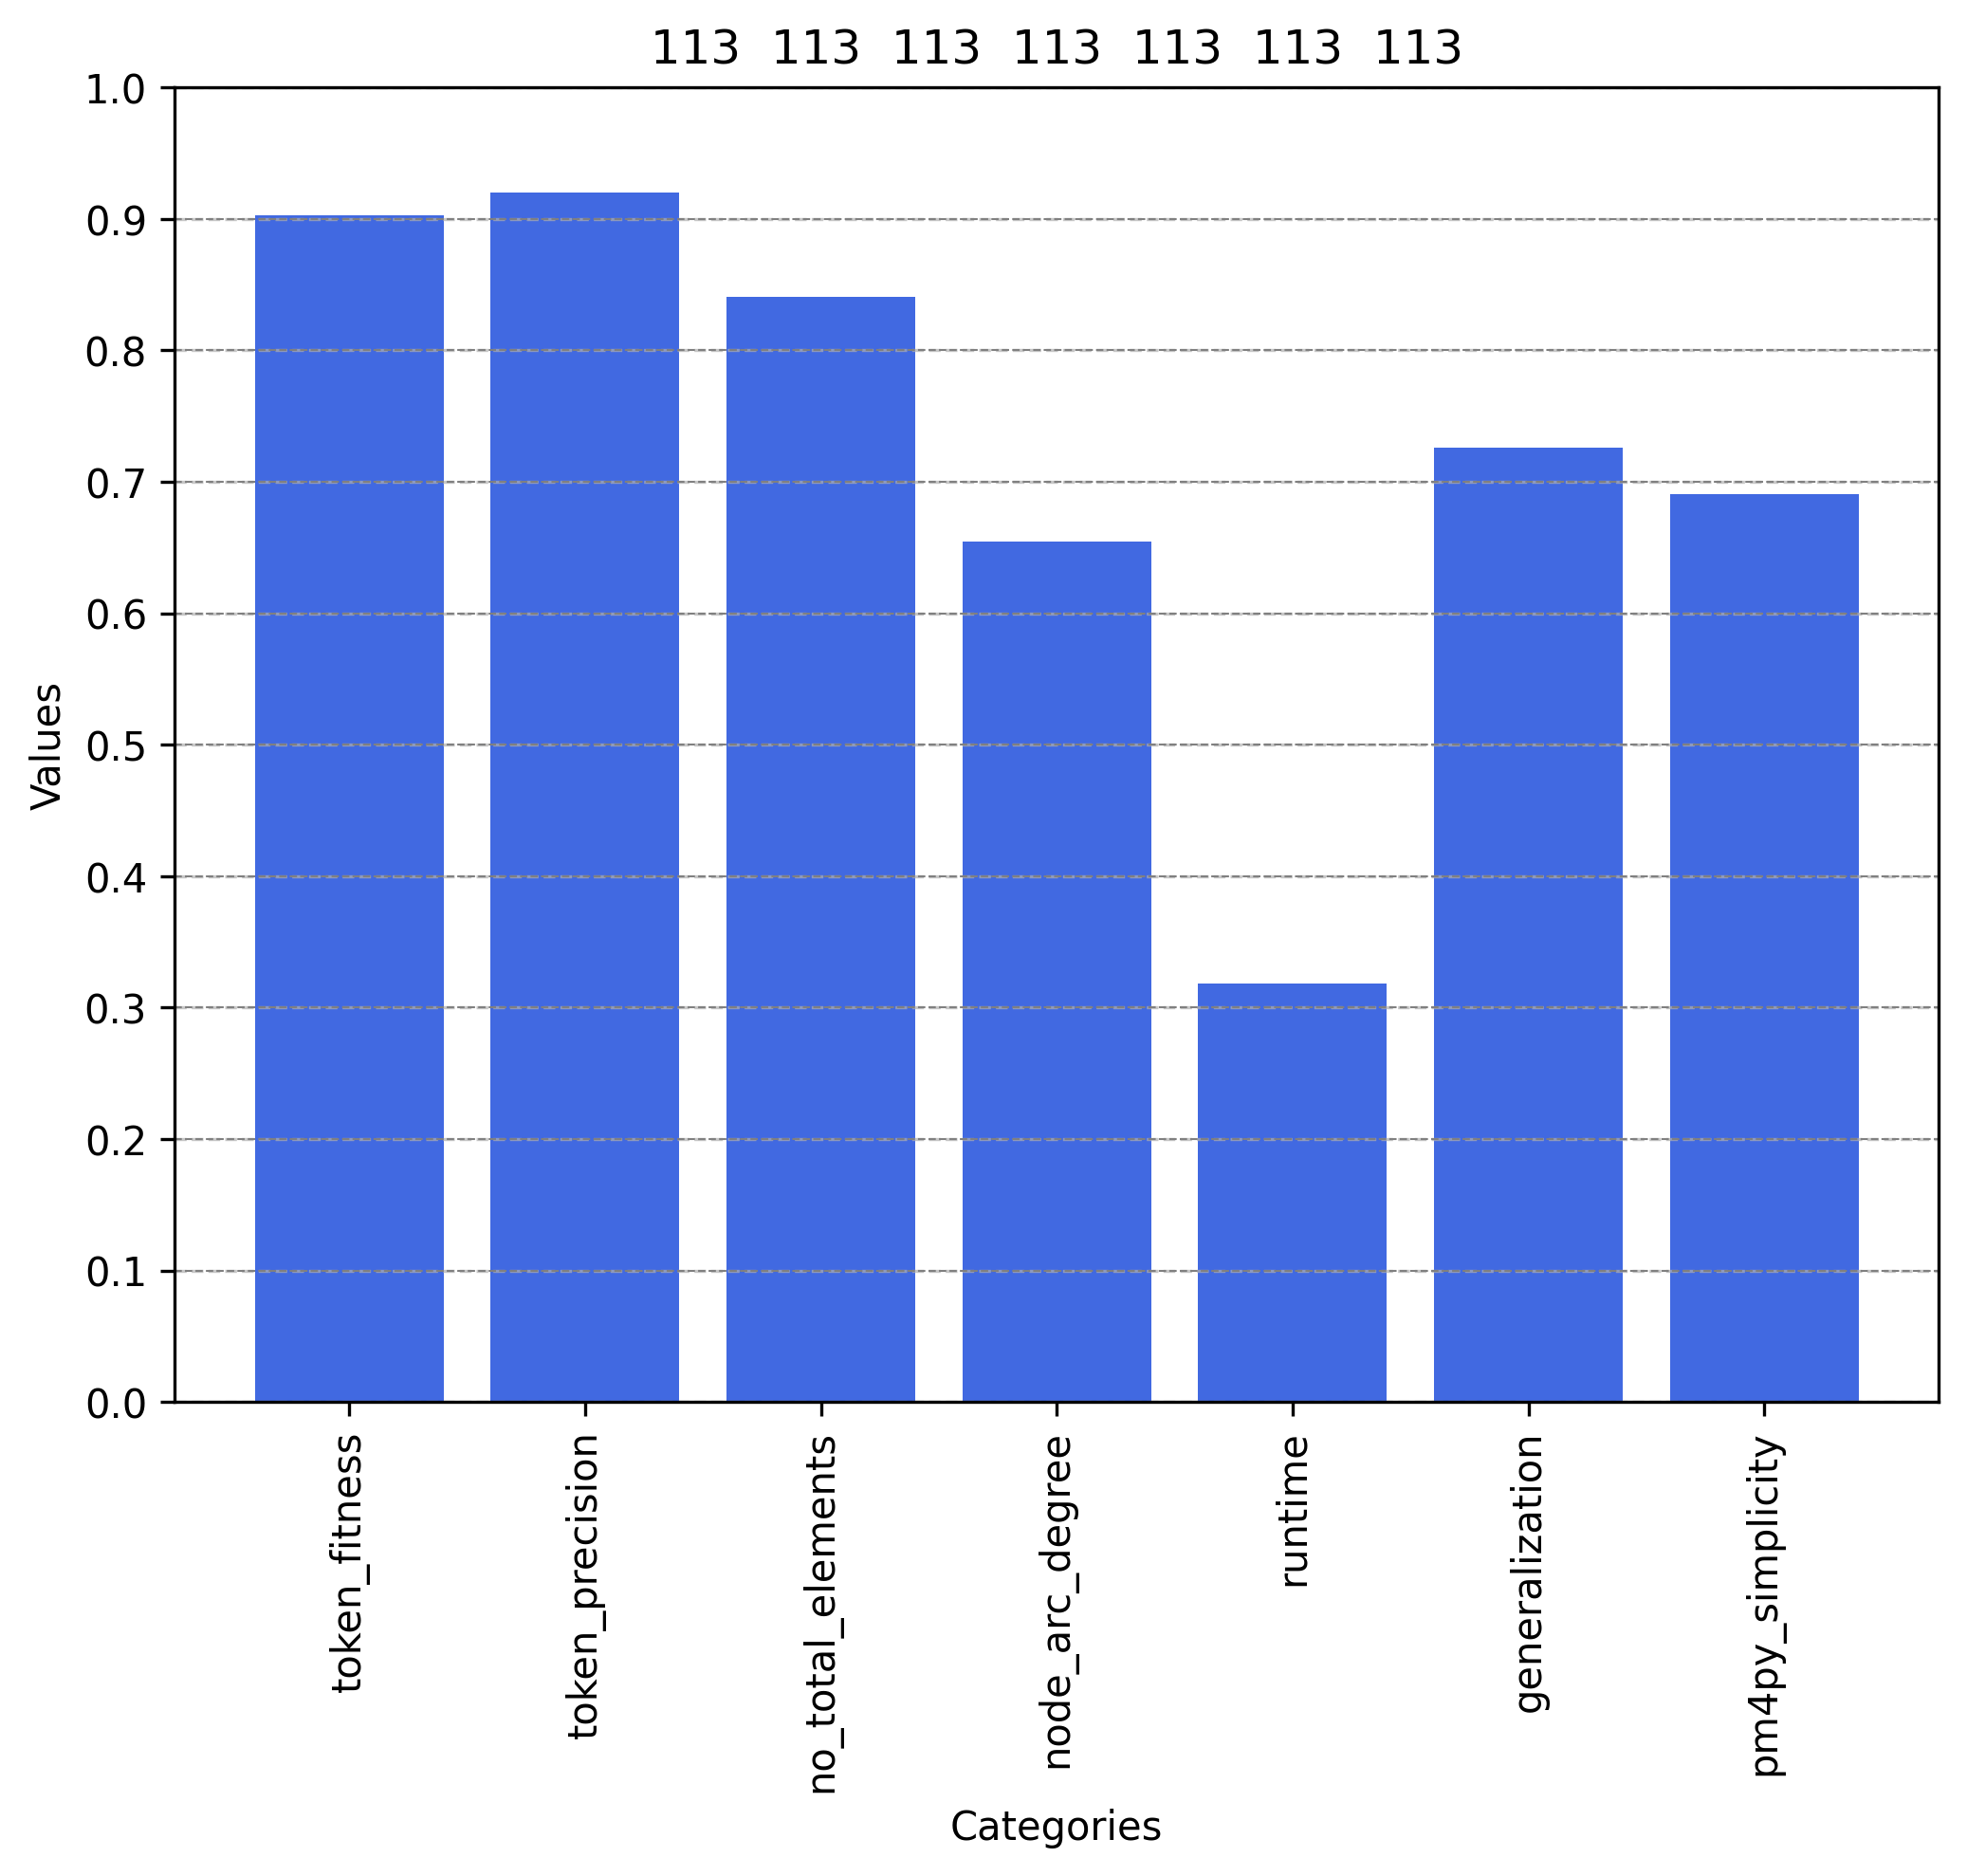 113 113 113 113 113 113 113
1.0
0.9
0.8
0.7
0.6
0.5
0.4
0.3
0.2
0.1
0.0
Values
token_fitness
token_precision
no_total_elements
node_arc_degree
runtime
generalization
pm4py_simplicity
Categories